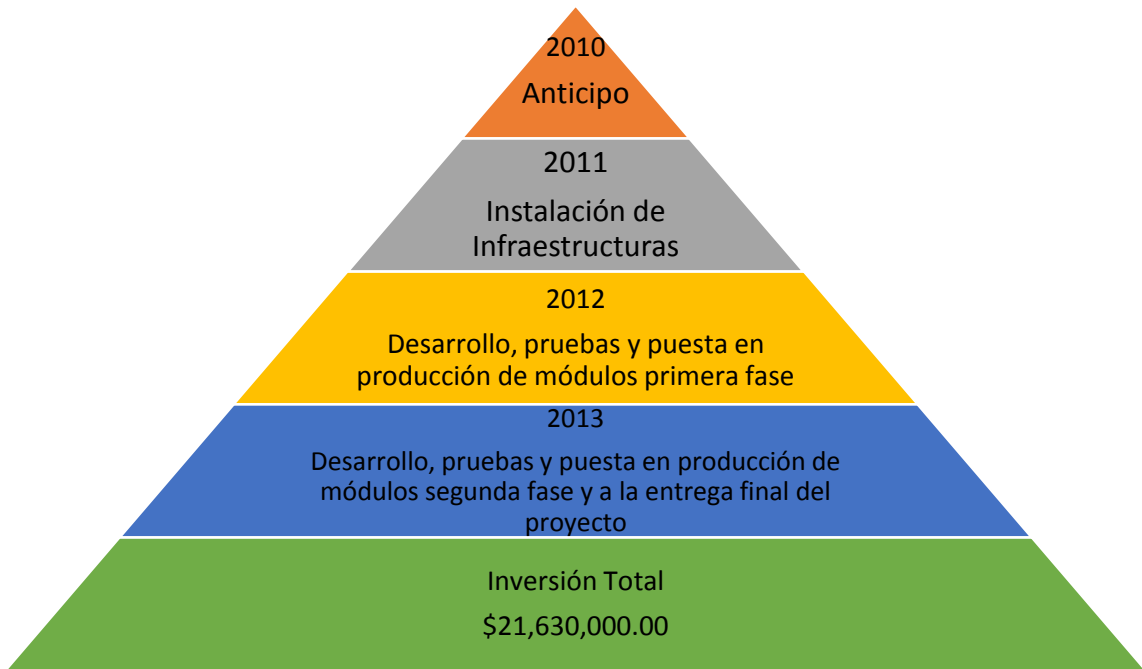 2010
Anticipo
2011
Instalación de
Infraestructuras
2012
Desarrollo, pruebas y puesta en
producción de módulos primera fase
2013
Desarrollo, pruebas y puesta en producción de
módulos segunda fase y a la entrega final del
proyecto
Inversión Total
$21,630,000.00